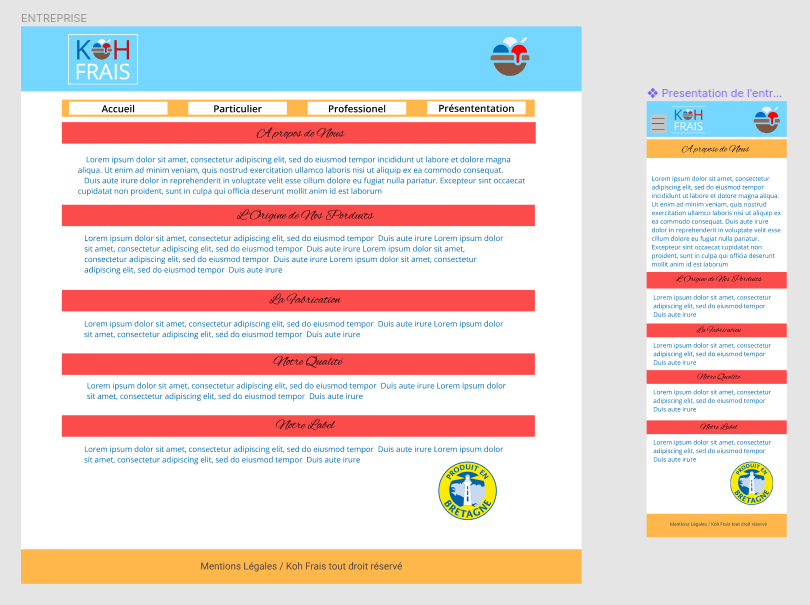 ENTREPRISE
KOH
FRAIS
Accueil
Particulier
Professionel
Présententation
A propos de Nous
Lorem ipsum dolor sit amet, consectetur adipiscing elit, sed do eiusmod tempor incididunt ut labore et dolore magna
aliqua. Ut enim ad minim veniam, quis nostrud exercitation ullamco laboris nisi ut aliquip ex ea commodo consequat.
Duis aute irure dolor in reprehenderit in voluptate velit esse cillum dolore eu fugiat nulla pariatur. Excepteur sint occaecat
cupidatat non proident, sunt in culpa qui officia deserunt mollit anim id est laborum
L'Origine de Nos Porduits
Lorem ipsum dolor sit amet, consectetur adipiscing elit, sed do eiusmod tempor Duis aute irure Lorem ipsum dolor
sit amet, consectetur adipiscing elit, sed do eiusmod tempor Duis aute irure Lorem ipsum dolor sit amet,
consectetur adipiscing elit, sed do eiusmod tempor Duis aute irure Lorem ipsum dolor sit amet, consectetur
adipiscing elit, sed do eiusmod tempor Duis aute irure
La Fabrication
Lorem ipsum dolor sit amet, consectetur adipiscing elit, sed do eiusmod tempor Duis aute irure Lorem ipsum dolor
sit amet, consectetur adipiscing elit, sed do eiusmod tempor Duis aute irure
Notre Qualité
Lorem ipsum dolor sit amet, consectetur adipiscing elit, sed do eiusmod tempor Duis aute irure Lorem ipsum dolor
sit amet, consectetur adipiscing elit, sed do eiusmod tempor Duis aute irure
Notre Label
Lorem ipsum dolor sit amet, consectetur adipiscing elit, sed do eiusmod tempor Duis aute irure Lorem ipsum dolor
sit amet, consectetur adipiscing elit, sed do eiusmod tempor Duis aute irure
PRODUIT EN
BRETAGNE
Mentions Légales / Koh Frais tout droit réservé
Presentation de l'entr...
KOH
FRAIS
A propose de Nous
Lorem ipsum dolor sit amet, consectetur
adipiscing elit, sed do eiusmod tempor
incididunt ut labore et dolore magna aliqua.
Ut enim ad minim veniam, quis nostrud
exercitation ullamco laboris nisi ut aliquip ex
ea commodo consequat. Duis aute irure
dolor in reprehenderit in voluptate velit esse
cillum dolore eu fugiat nulla pariatur.
Excepteur sint occaecat cupidatat non
proident, sunt in culpa qui officia deserunt
mollit anim id est laborum
L'Origine de Nos Porduits
Lorem ipsum dolor sit amet, consectetur
adipiscing elit, sed do eiusmod tempor
Duis aute irure
La Fabrication
Lorem ipsum dolor sit amet, consectetur
adipiscing elit, sed do eiusmod tempor
Duis aute irure
Notre Qualité
Lorem ipsum dolor sit amet, consectetur
adipiscing elit, sed do eiusmod tempor
Duis aute irure
Notre Label
Lorem ipsum dolor sit amet, consectetur
adipiscing elit, sed do eiusmod tempor
Duis aute irure
PRODUIT EN
BRETAGNE
Mentions Légales / Koh Frais tout droit réservé